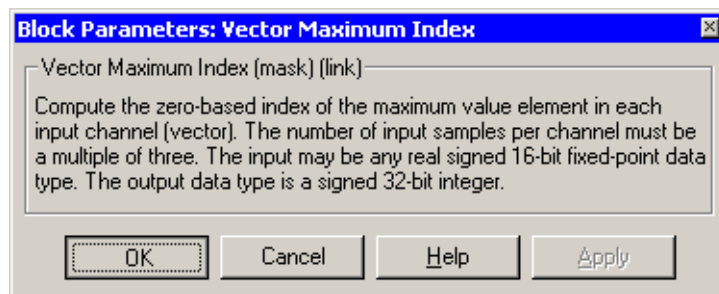 Block Parameters: Vector Maximum Index
Vector Maximum Index (mask) (link)
Compute the zero-based index of the maximum value element in each
input channel (vector). The number of input samples per channel must be
a multiple of three. The input may be any real signed 16-bit fixed-point data
type. The output data type is a signed 32-bit integer.
OK Cancel Help Apply